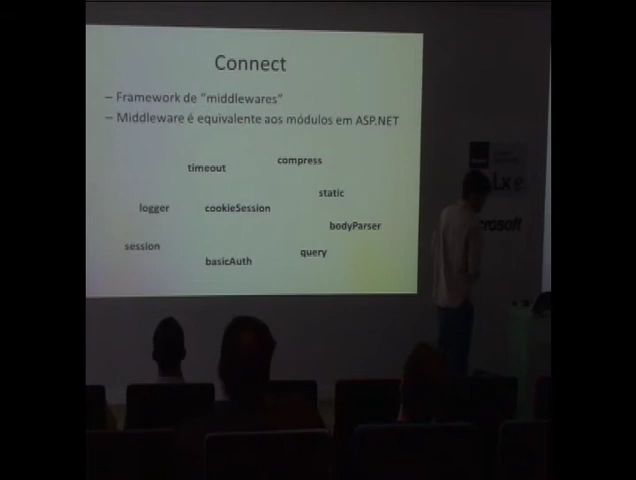 Connect
– Framework de "middlewares"
– Middleware é equivalente aos módulos em ASP.NET
timeout
compress
static
logger
cookieSession
bodyParser
session
basicAuth
query